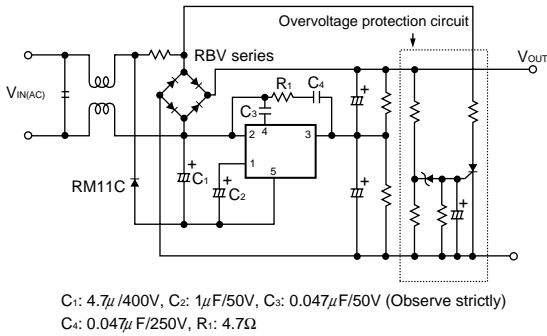 Overvoltage protection circuit
RBV series
VOUT
VIN(AC)
R1
C4
C3
4
2
3
1
5
RM11C
+
C1
+
C2
+
+
+
C1: 4.7μ/400V, C2: 1μF/50V, C3: 0.047μF/50V (Observe strictly)
C4: 0.047μF/250V, R1: 4.7Ω